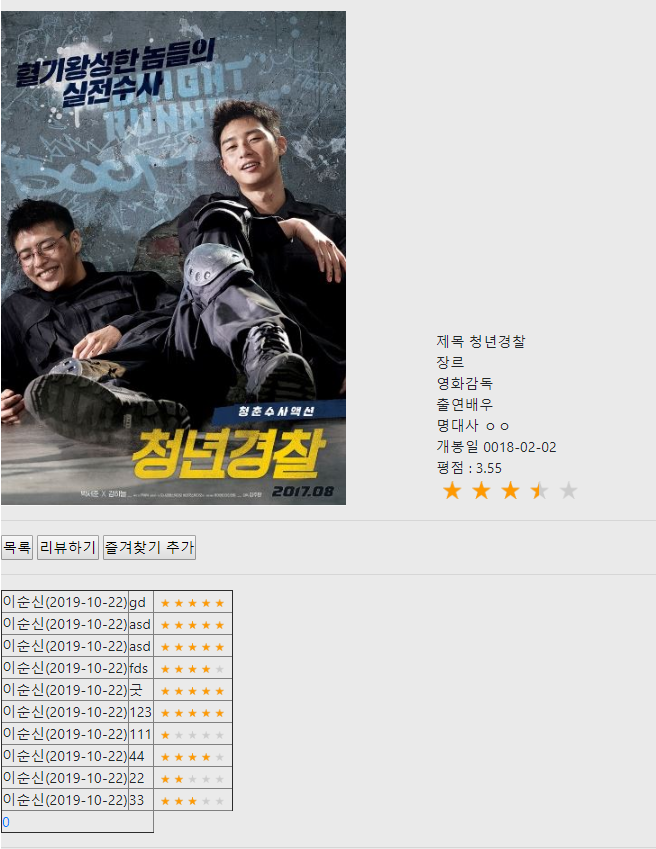 혈기왕성한 놈들의
실전수사
청춘수사액션
청년경찰
2017.08
제목 청년경찰
장르
영화감독
출연배우
명대사 ㅇㅇ
개봉일 0018-02-02
평점 : 3.55
목록 리뷰하기 즐겨찾기 추가
이순신(2019-10-22) gd
이순신(2019-10-22) asd
이순신(2019-10-22) asd
이순신(2019-10-22) fds
이순신(2019-10-22) 굿
이순신(2019-10-22) 123
이순신(2019-10-22) 111
이순신(2019-10-22) 44
이순신(2019-10-22) 22
이순신(2019-10-22) 33
0